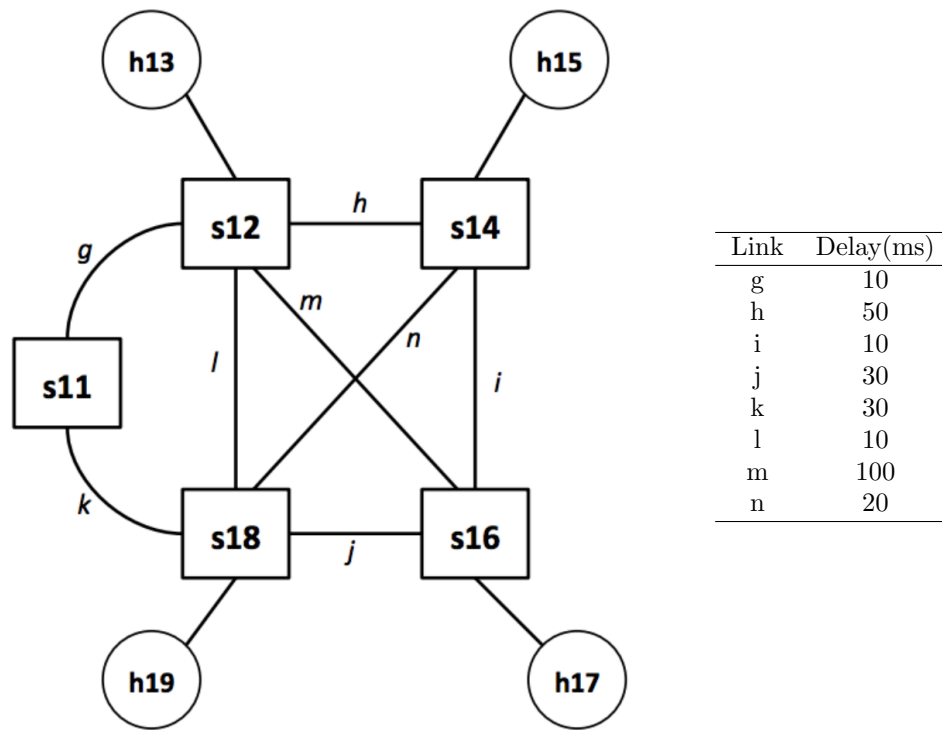 h13
h15
s12
h
s14
g
m
n
l
i
s11
k
s18
j
s16
h19
h17
Link Delay(ms)
g 10
h 50
i 10
j 30
k 30
l 10
m 100
n 20